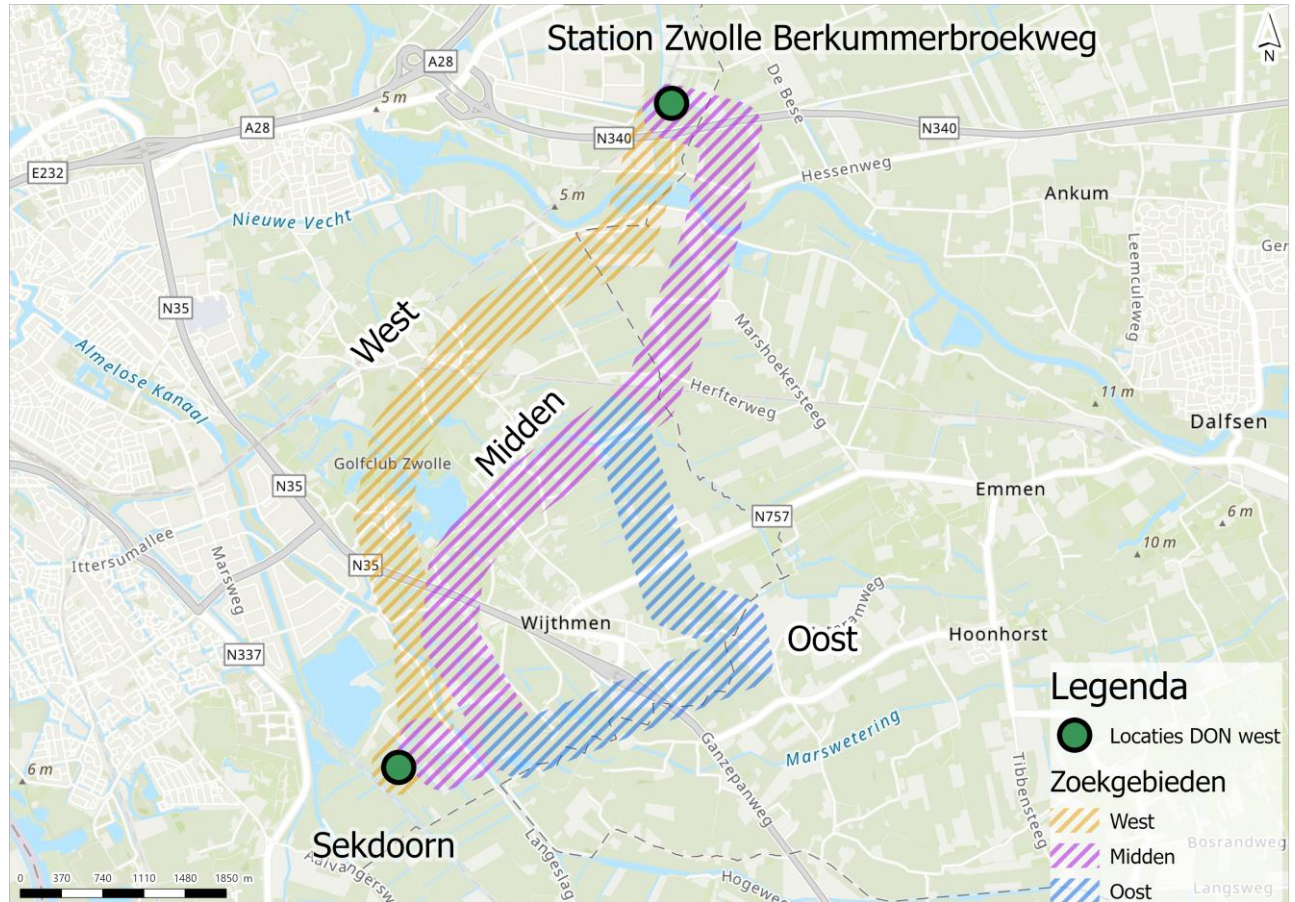 Station Zwolle Berkummerbroekweg
N
A28
De Bese
5 m
A28
N340
N340
E232
Hessenweg
5 m
Ankum
Nieuwe Vecht
Leemculeweg
Ger
N35
West
Marshoekersteeg
Almelose Kanaal
Herfterweg
11 m
Midden
Dalfsen
Golfclub Zwolle
N35
Emmen
N757
6 m
Ittersumallee
10 m
N35
Marsweg
Wijthmen
Oost
Hoonhorst
N337
Legenda
Locaties DON west
Marswetering
Ganzepanweg
6 m
Tibbensteeg
Zoekgebieden
West
Sekdoorn
Langeslag
Midden
Bosrandweg
0 370 740 1110 1480 1850 m
Oost
Langsweg